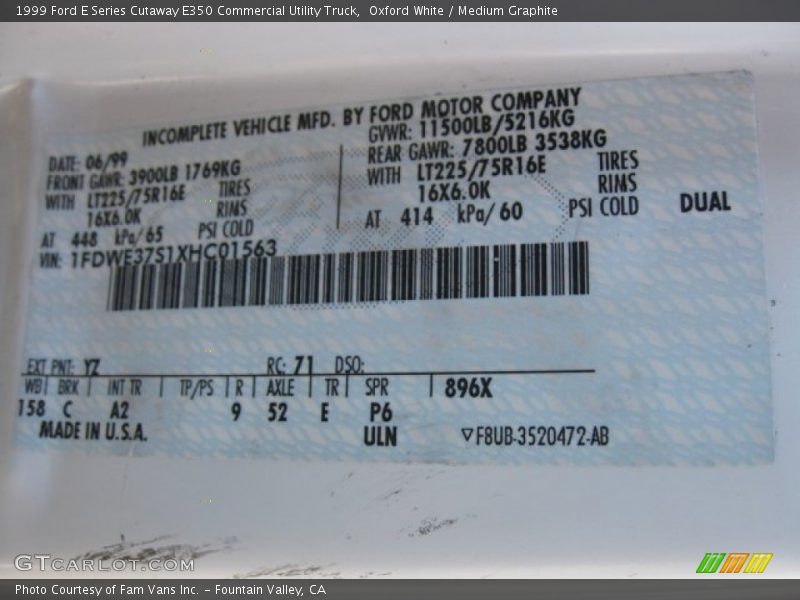 1999 Ford E Series Cutaway E350 Commercial Utility Truck,  Oxford White / Medium Graphite
INCOMPLETE VEHICLE MFD. BY FORD MOTOR COMPANY
DATE: 06/99 GVWR: 11500LB/5216KG
FRONT GAWR: 3900LB 1769KG REAR GAWR: 7800LB 3538KG
WITH LT225/75R16E TIRES WITH LT225/75R16E TIRES
16X6.0K RIMS 16X6.0K RIMS
AT 448 kPa/65 PSI COLD AT 414 kPa/60 PSI COLD DUAL
VIN: 1FDWE37S1XHC01563
EXT PNT: YZ RC: 71 DSO:
WB BRK INT TR TP/PS R AXLE TR SPR 896X
158 C A2 9 52 E P6
MADE IN U.S.A. ULN ▽F8UB-3520472-AB
GTCARLOT.COM
Photo Courtesy of Fam Vans Inc. – Fountain Valley, CA